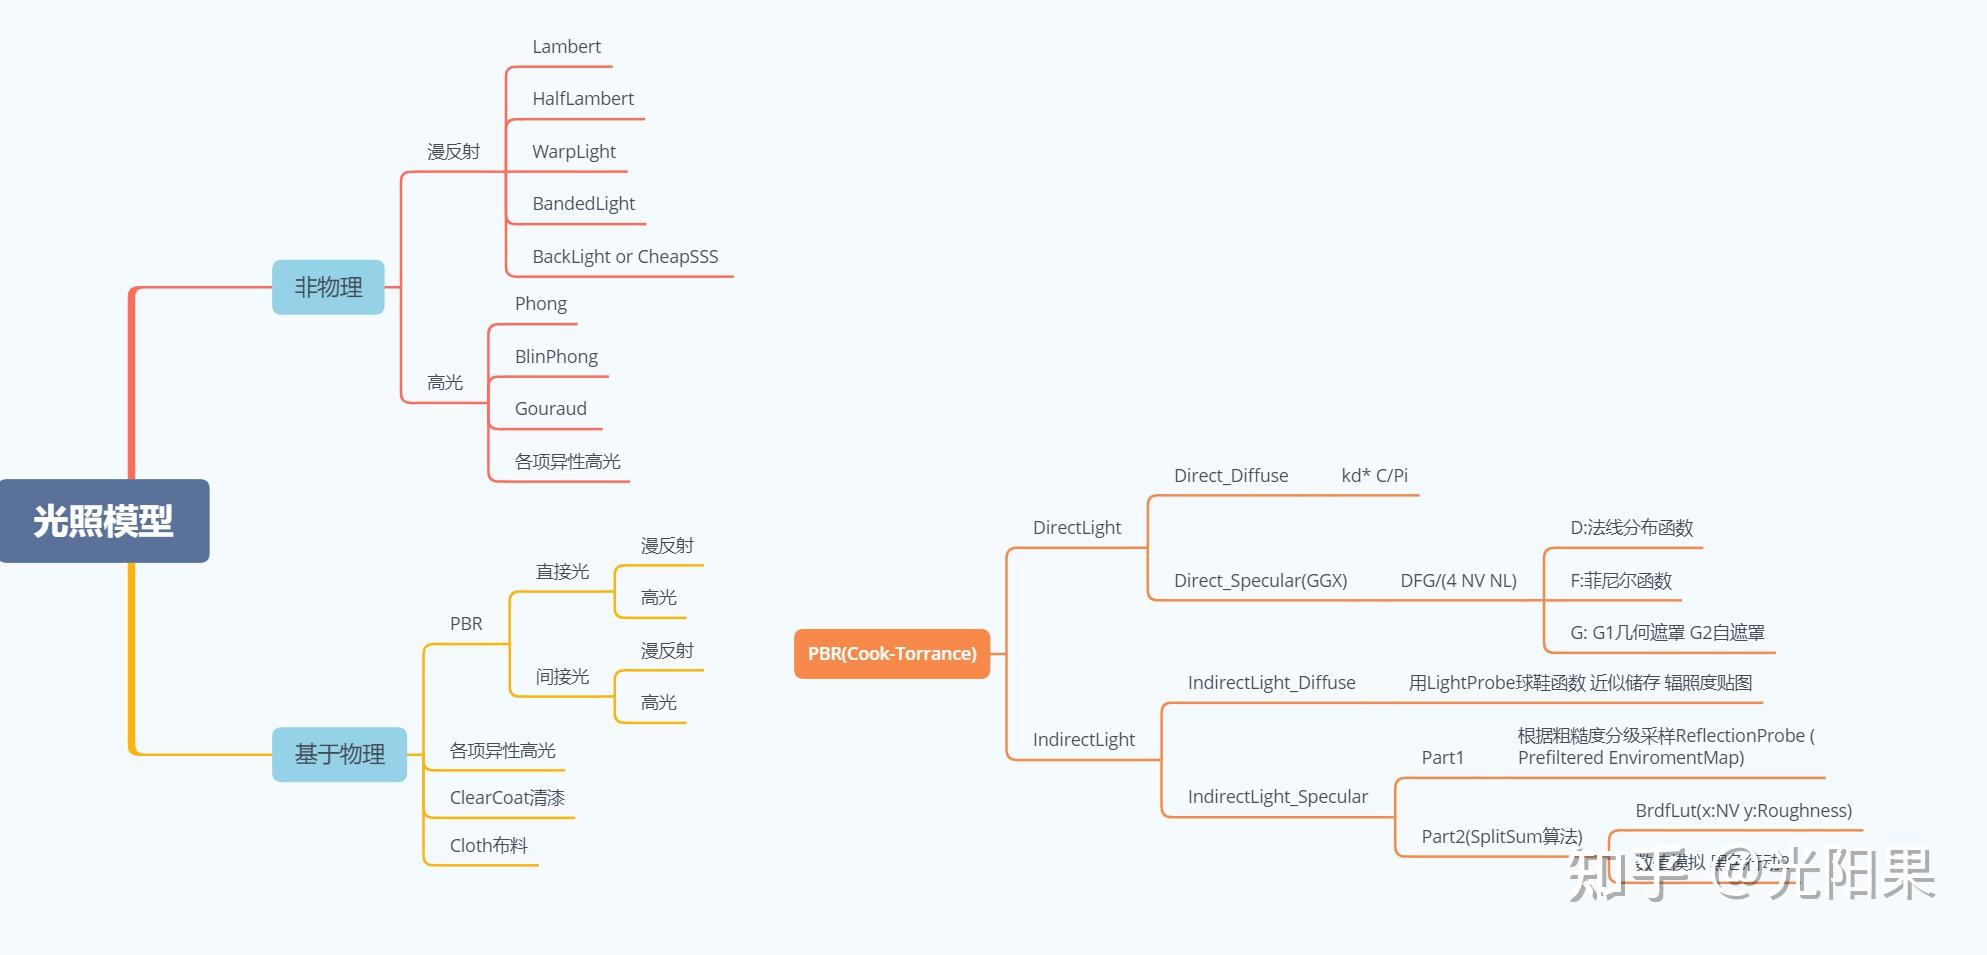 光照模型
非物理
漫反射
Lambert
HalfLambert
WarpLight
BandedLight
BackLight or CheapSSS
高光
Phong
BlinPhong
Gouraud
各项异性高光
基于物理
PBR
直接光
漫反射
高光
间接光
漫反射
高光
各项异性高光
ClearCoat清漆
Cloth布料
PBR(Cook-Torrance)
DirectLight
Direct_Diffuse
kd* C/Pi
Direct_Specular(GGX)
DFG/(4 NV NL)
D:法线分布函数
F:菲尼尔函数
G: G1几何遮罩 G2自遮罩
IndirectLight
IndirectLight_Diffuse
用LightProbe球鞋函数 近似储存 辐照度贴图
IndirectLight_Specular
Part1
根据粗糙度分级采样ReflectionProbe (
Prefiltered EnviromentMap)
Part2(SplitSum算法)
BrdfLut(x:NV y:Roughness)
数值模拟 黑色行动2
知乎 @光阳果